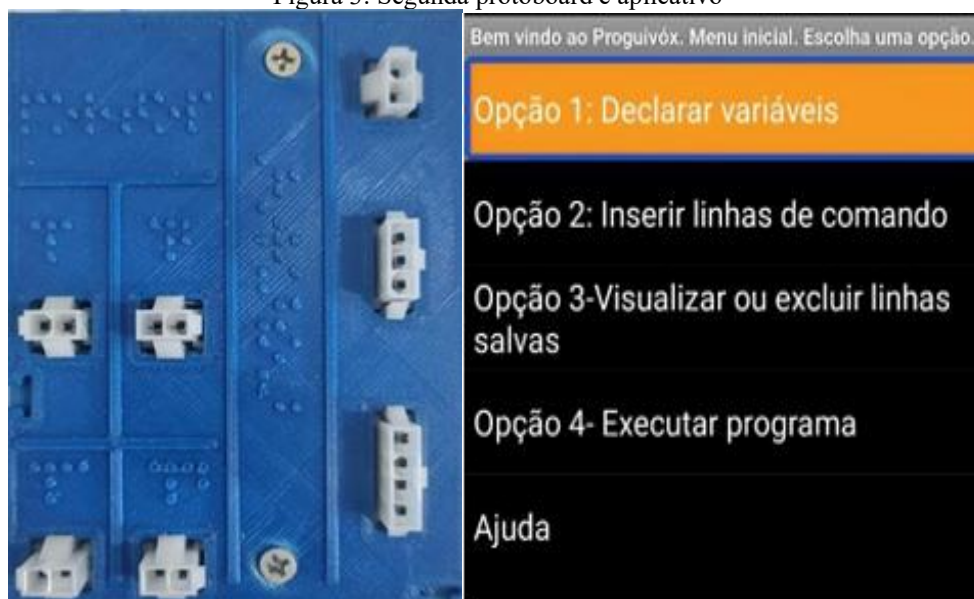 Figura 3: Segunda protoboard e aplicativo
Bem vindo ao Proguivóx. Menu inicial. Escolha uma opção.
Opção 1: Declarar variáveis
Opção 2: Inserir linhas de comando
Opção 3-Visualizar ou excluir linhas
salvas
Opção 4- Executar programa
Ajuda